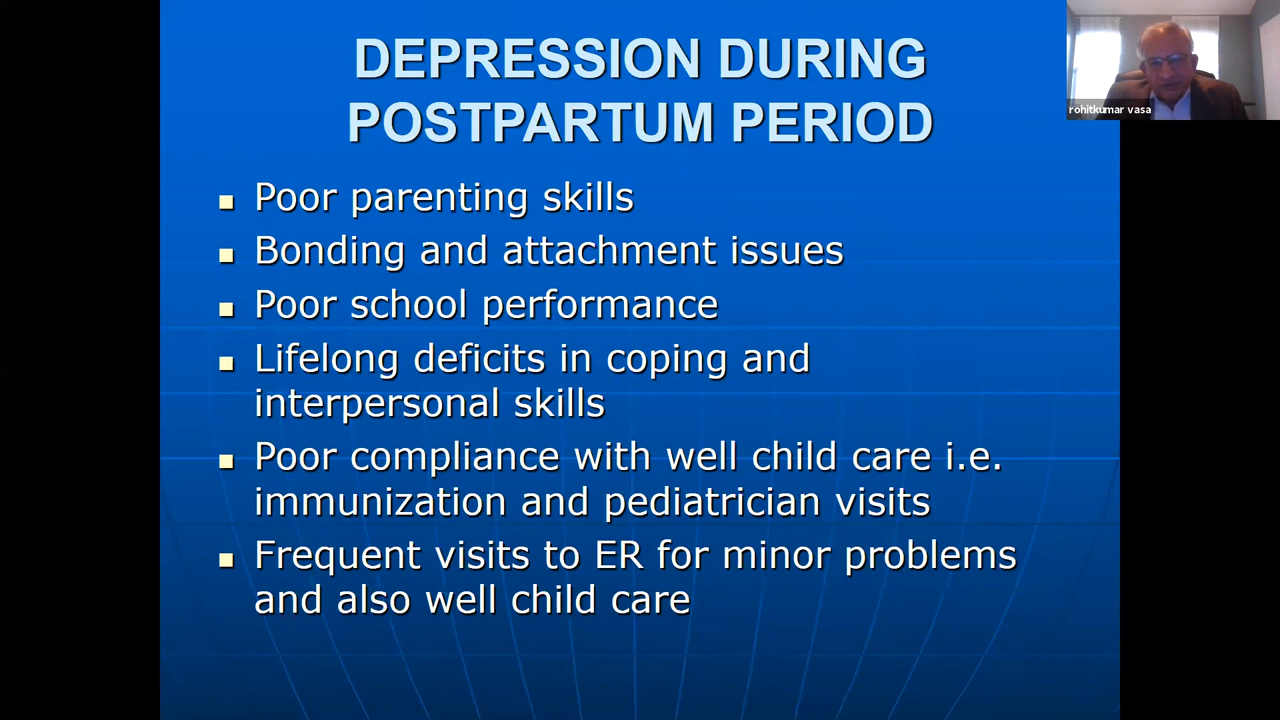 DEPRESSION DURING
POSTPARTUM PERIOD
rohitkumar vasa
Poor parenting skills
Bonding and attachment issues
Poor school performance
Lifelong deficits in coping and
interpersonal skills
Poor compliance with well child care i.e.
immunization and pediatrician visits
Frequent visits to ER for minor problems
and also well child care